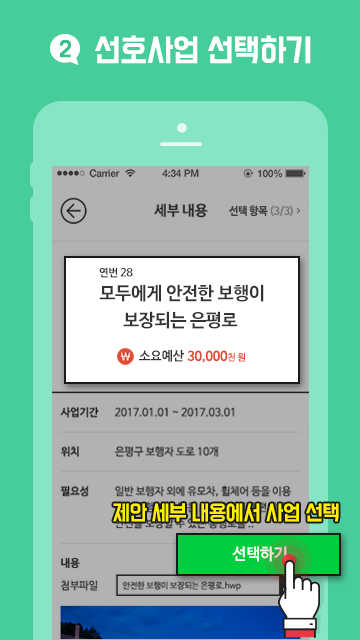 2 선호사업 선택하기
Carrier 4:34 PM 100%
세부 내용 선택 항목 (3/3) >
연번 28
모두에게 안전한 보행이
보장되는 은평로
₩ 소요예산 30,000천 원
사업기간 2017.01.01 ~ 2017.03.01
위치 은평구 보행자 도로 10개
필요성 일반 보행자 외에 유모차, 휠체어 등을 이용
제안 세부 내용에서 사업 선택
선택하기
내용
첨부파일 안전한 보행이 보장되는 은평로.hwp